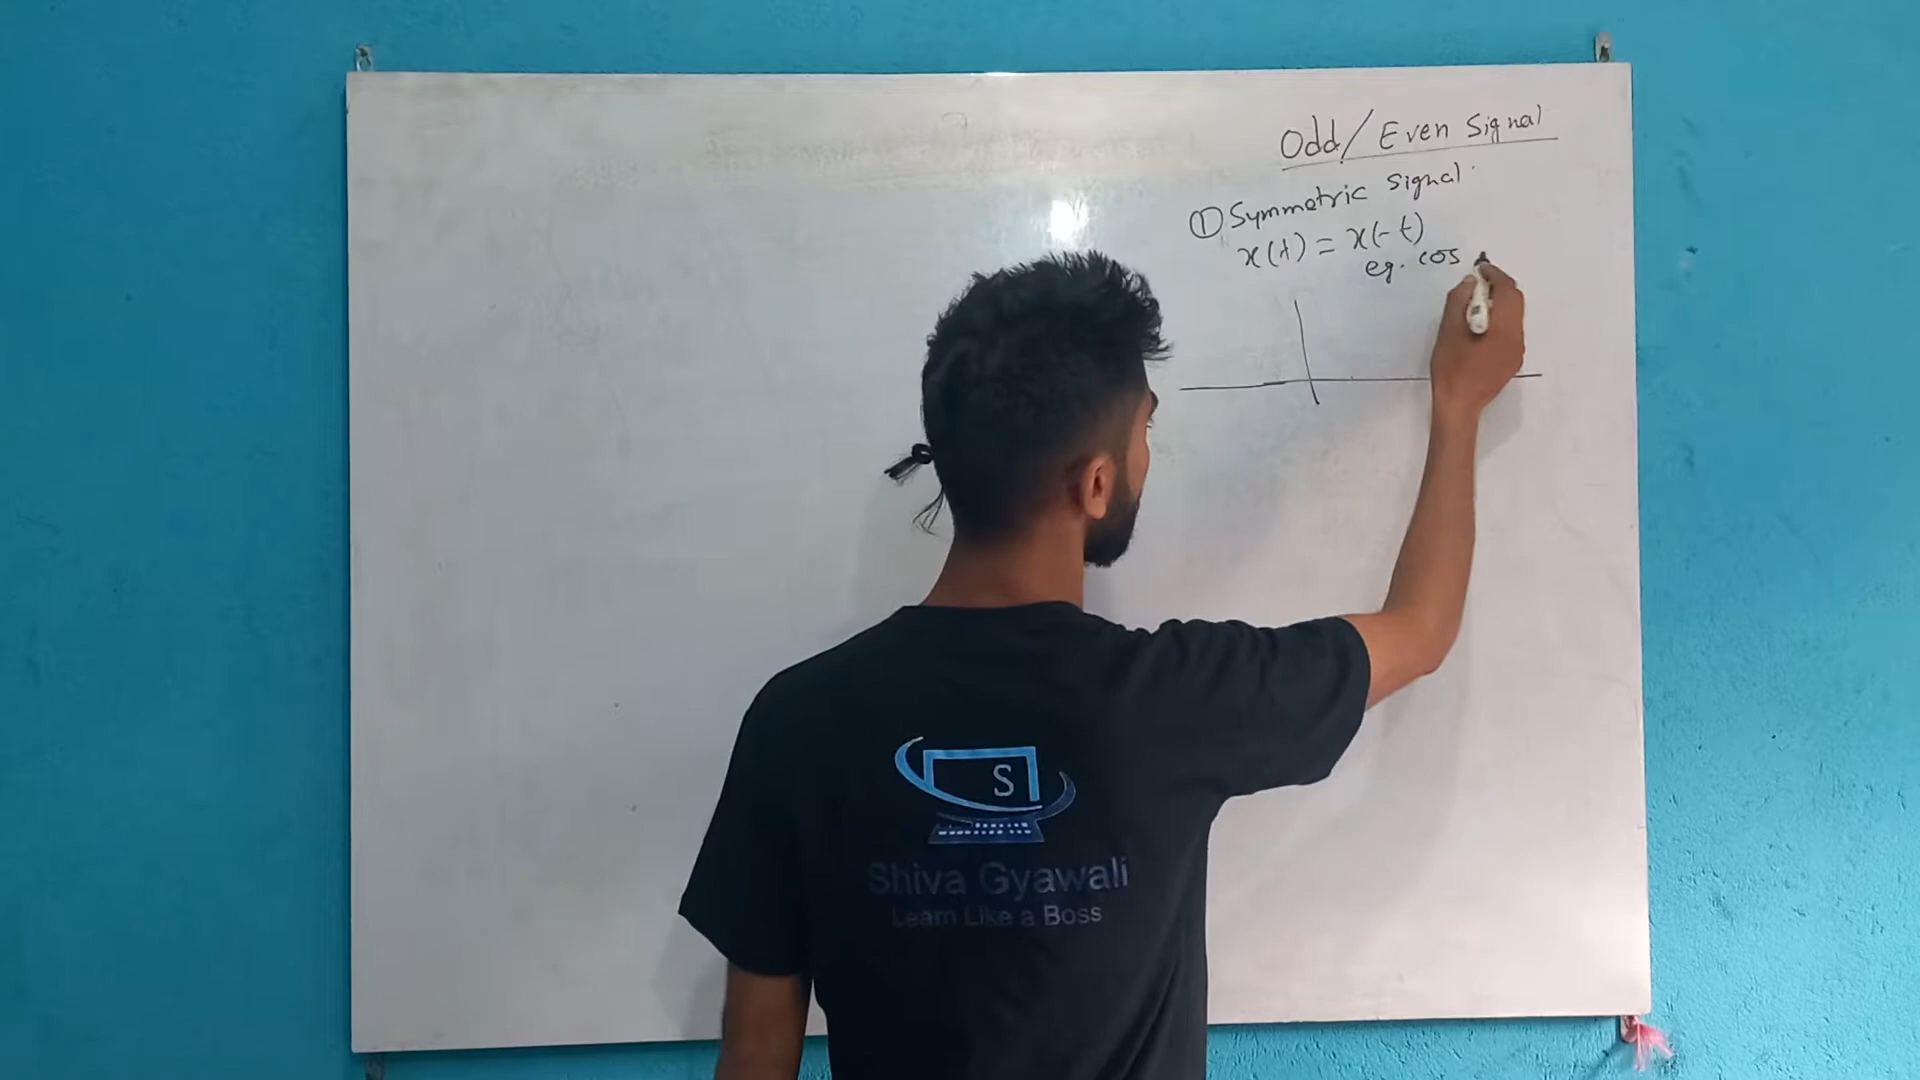 Odd/Even Signal
① Symmetric Signal
x(t) = x(-t)
eg. cos
S
Shiva Gyawali
Learn Like a Boss